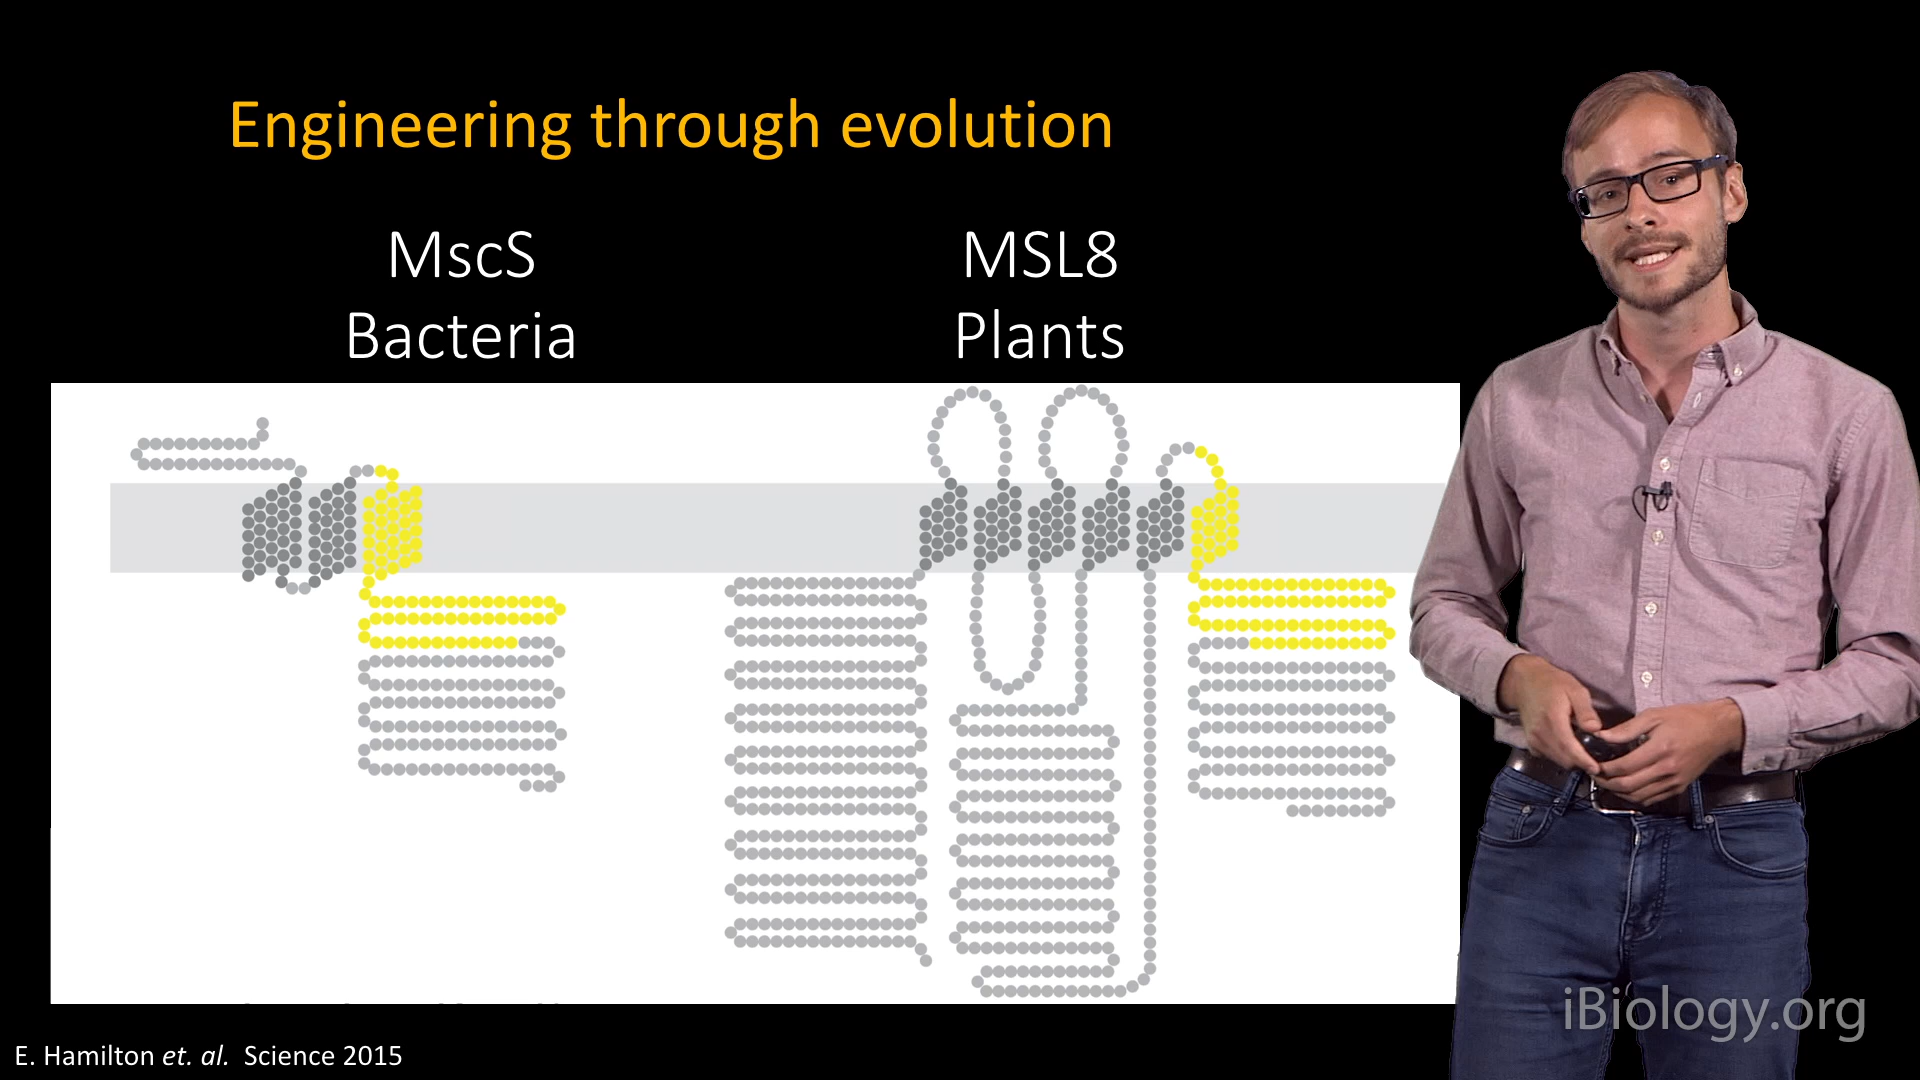 Engineering through evolution
MscS
Bacteria
MSL8
Plants
E. Hamilton et. al. Science 2015
iBiology.org